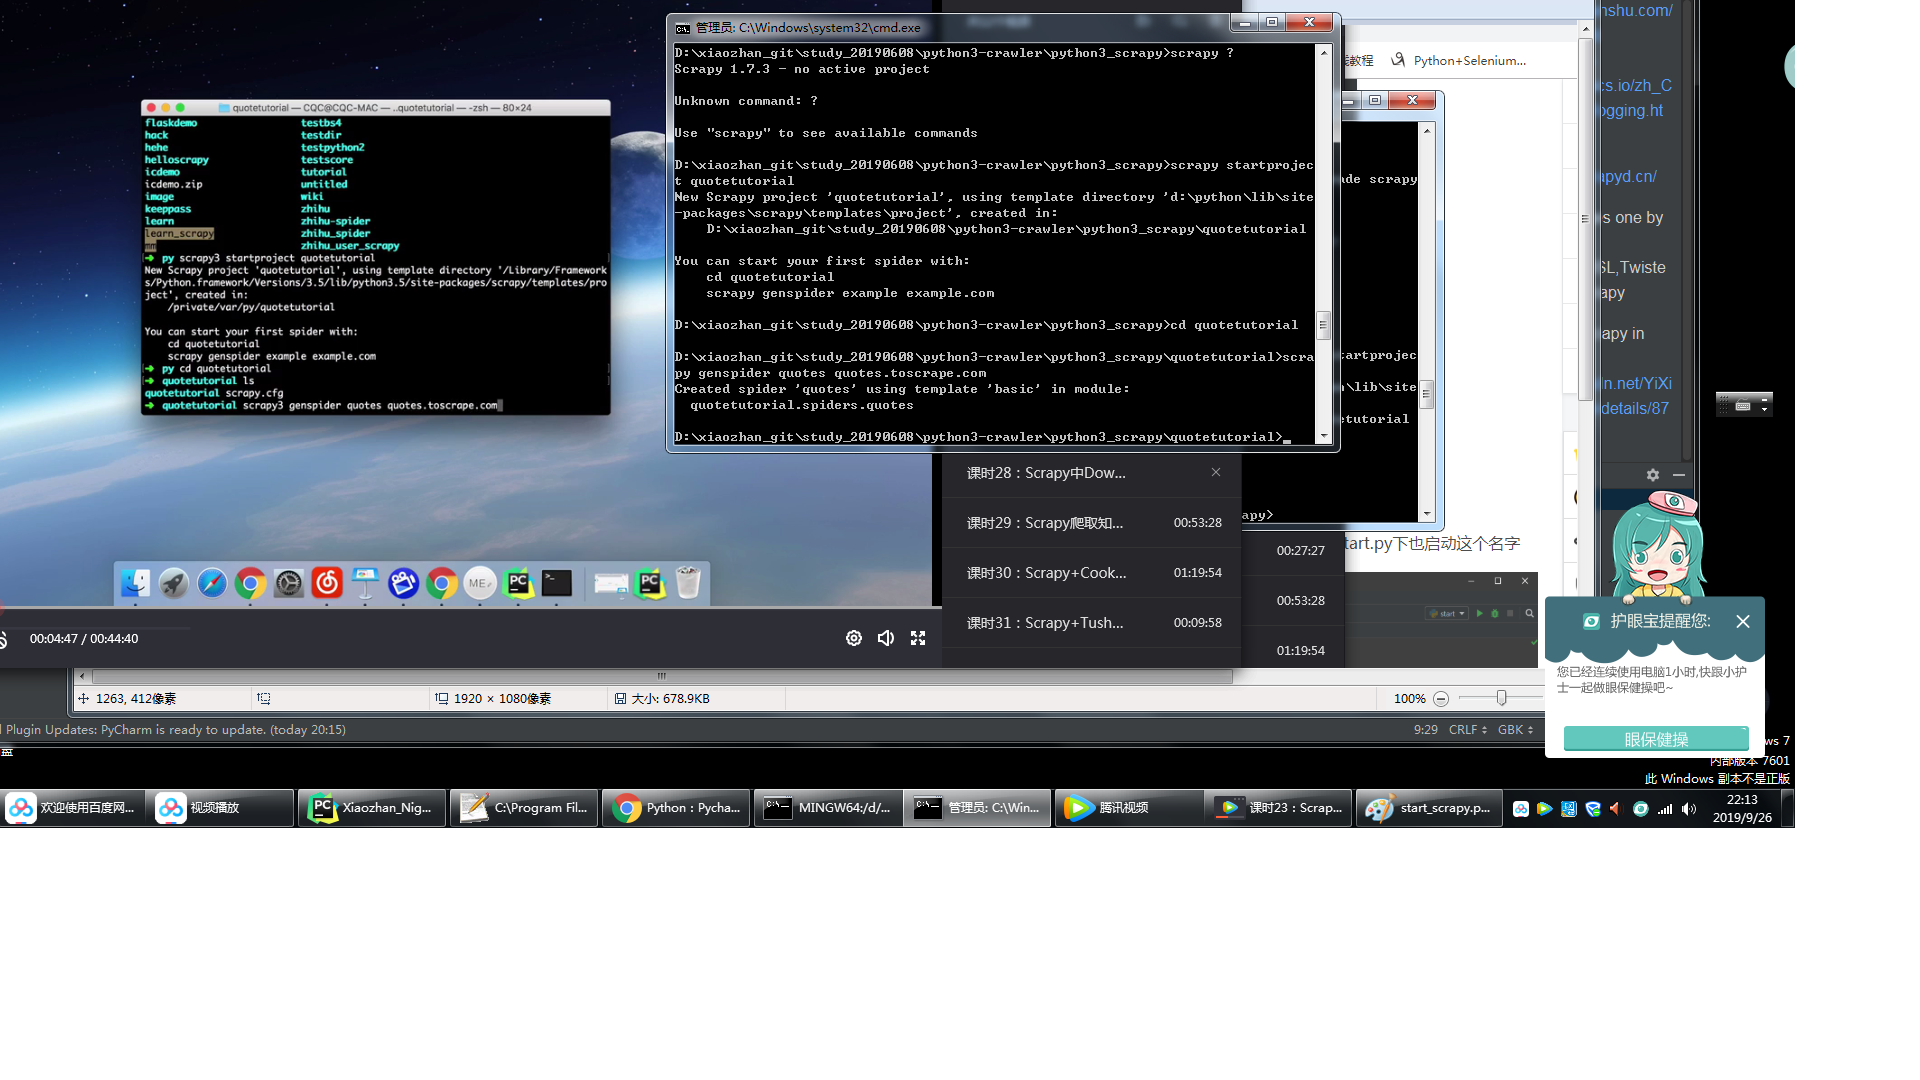 quotetutorial — CQC@CQC-MAC — ..quotetutorial — -zsh — 80×24
flaskdemo testbs4
hack testdir
hehe testpython2
helloscrapy testscore
icdemo tutorial
icdemo.zip untitled
image wiki
keeppass zhihu
learn zhihu-spider
learn_scrapy zhihu_spider
mm zhihu_user_scrapy
➜ py scrapy3 startproject quotetutorial
New Scrapy project 'quotetutorial', using template directory '/Library/Framework
s/Python.framework/Versions/3.5/lib/python3.5/site-packages/scrapy/templates/pro
ject', created in:
/private/var/py/quotetutorial
You can start your first spider with:
cd quotetutorial
scrapy genspider example example.com
➜ py cd quotetutorial
➜ quotetutorial ls
quotetutorial scrapy.cfg
➜ quotetutorial scrapy3 genspider quotes quotes.toscrape.com
00:04:47 / 00:44:40
管理员: C:\Windows\system32\cmd.exe
D:\xiaozhan_git\study_20190608\python3-crawler\python3_scrapy>scrapy ?
Scrapy 1.7.3 - no active project
Unknown command: ?
Use "scrapy" to see available commands
D:\xiaozhan_git\study_20190608\python3-crawler\python3_scrapy>scrapy startprojec
t quotetutorial
New Scrapy project 'quotetutorial', using template directory 'd:\python\lib\site
-packages\scrapy\templates\project', created in:
D:\xiaozhan_git\study_20190608\python3-crawler\python3_scrapy\quotetutorial
You can start your first spider with:
cd quotetutorial
scrapy genspider example example.com
D:\xiaozhan_git\study_20190608\python3-crawler\python3_scrapy>cd quotetutorial
D:\xiaozhan_git\study_20190608\python3-crawler\python3_scrapy\quotetutorial>scra
py genspider quotes quotes.toscrape.com
Created spider 'quotes' using template 'basic' in module:
quotetutorial.spiders.quotes
D:\xiaozhan_git\study_20190608\python3-crawler\python3_scrapy\quotetutorial>_
课时28：Scrapy中Dow...
课时29：Scrapy爬取知... 00:53:28
课时30：Scrapy+Cook... 01:19:54
课时31：Scrapy+Tush... 00:09:58
00:27:27
00:53:28
01:19:54
教程 Python+Selenium...
ade scrapy
tartprojec
n\lib\site
etutorial
apy>
tart.py下也启动这个名字
start
nshu.com/
cs.io/zh_C
ogging.ht
apyd.cn/
s one by
SL,Twiste
apy
apy in
dn.net/YiXi
details/87
护眼宝提醒您:
您已经连续使用电脑1小时,快跟小护
士一起做眼保健操吧~
眼保健操
1263, 412像素 1920 × 1080像素 大小: 678.9KB 100%
Plugin Updates: PyCharm is ready to update. (today 20:15) 9:29 CRLF GBK
ws 7
内部版本 7601
此 Windows 副本不是正版
欢迎使用百度网... 视频播放 Xiaozhan_Nig... C:\Program Fil... Python : Pycha... MINGW64:/d/... 管理员: C:\Win... 腾讯视频 课时23：Scrap... start_scrapy.p...
22:13
2019/9/26